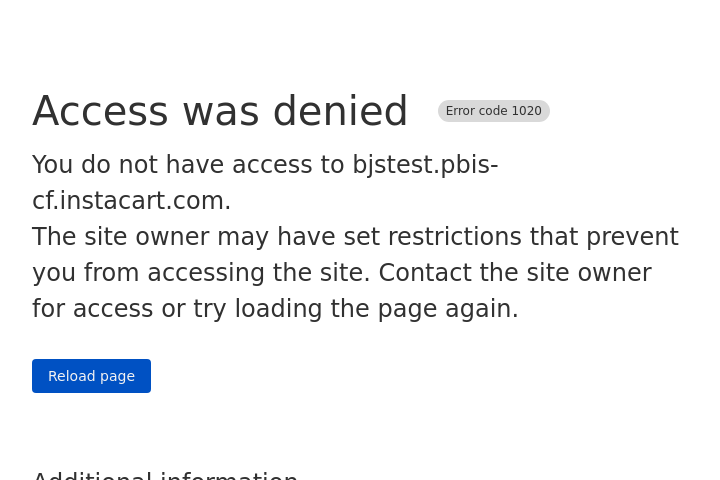 Access was denied
Error code 1020
You do not have access to bjstest.pbis-
cf.instacart.com.
The site owner may have set restrictions that prevent
you from accessing the site. Contact the site owner
for access or try loading the page again.
Reload page
Additional information